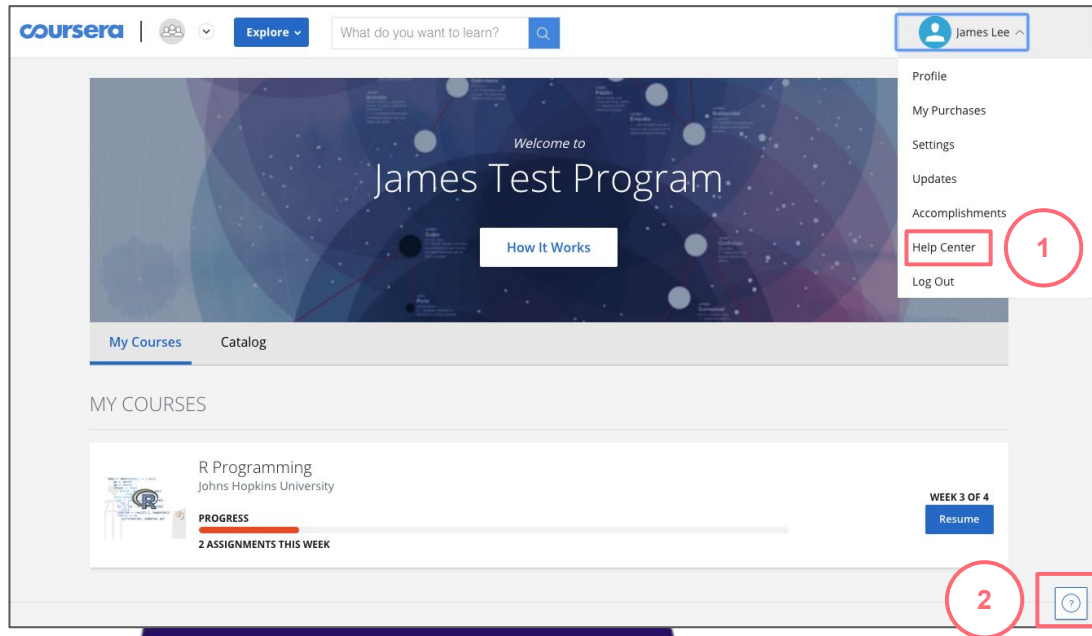 coursera
Explore
What do you want to learn?
James Lee
Profile
My Purchases
Settings
Updates
Accomplishments
Help Center
1
Log Out
Welcome to
James Test Program
How It Works
My Courses
Catalog
MY COURSES
R Programming
Johns Hopkins University
PROGRESS
2 ASSIGNMENTS THIS WEEK
WEEK 3 OF 4
Resume
R
2
?